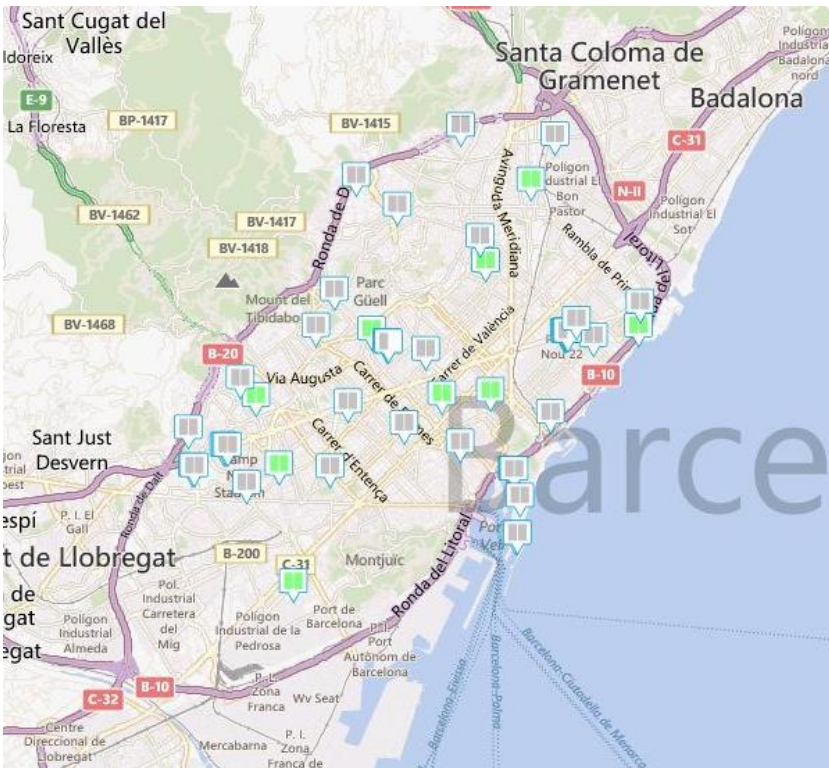 Sant Cugat del
Vallès
ldoreix
E-9
La Floresta
BP-1417
BV-1415
Santa Coloma de
Gramenet
Badalona
Polígon
Industrial
Badalona
nord
C-31
N-II
BV-1462
BV-1417
BV-1418
Ronda de D
Avinguda Meridiana
Polígon
dustrial El
Bon
Pastor
Polígon
Industrial El
Sot
Rambla de Prim
Parc
Güell
Mount del
Tibidabo
BV-1468
B-20
Via Augusta
Carrer de València
Nou 22
B-10
Sant Just
Desvern
Carrer d'Entença
amp
Ronda de Dalt
Barce
P. I. El
Gall
espí
t de Llobregat
B-200
C-31
Montjuïc
Ronda del Litoral
Por
Vell
de
gat
egat
Polígon
Industrial
Almeda
Pol.
Industrial
Carretera
del
Mig
Polígon
Industrial de la
Pedrosa
Port de
Barcelona
P. I.
Port
Autònom de
Barcelona
B-10
C-32
P. I.
Zona
Franca
Wv Seat
Centre
Direccional de
Llobregat
Mercabarna
P. I.
Zona
Franca de
Barcelona-Eivissa
Barcelona-Palma
Barcelona-Ciutadella de Menorca